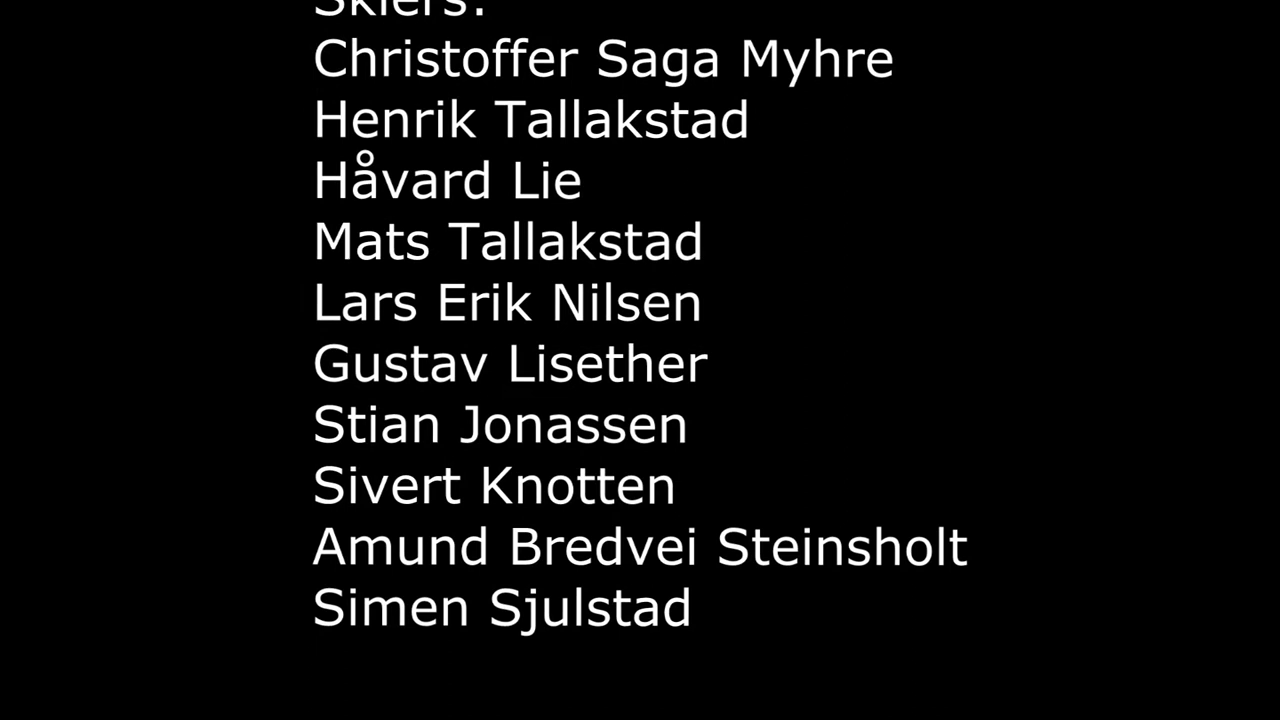 Skiers:
Christoffer Saga Myhre
Henrik Tallakstad
Håvard Lie
Mats Tallakstad
Lars Erik Nilsen
Gustav Lisether
Stian Jonassen
Sivert Knotten
Amund Bredvei Steinsholt
Simen Sjulstad